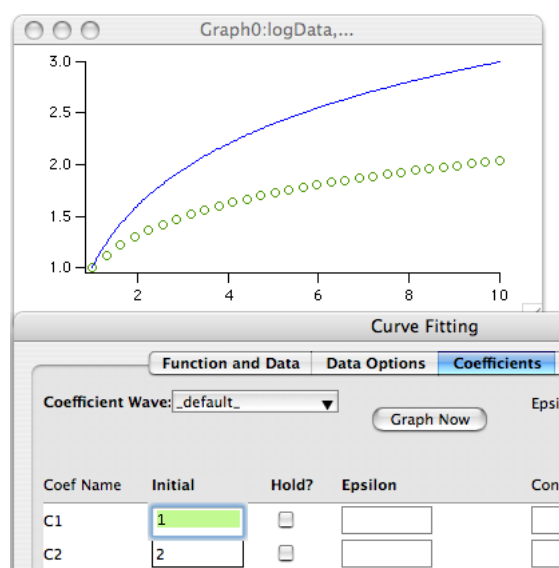 Graph0:logData,...
3.0
2.5
2.0
1.5
1.0
2 4 6 8 10
Curve Fitting
Function and Data Data Options Coefficients
Coefficient Wave: _default_ Epsi
Graph Now
Coef Name Initial Hold? Epsilon Con
C1 1
C2 2